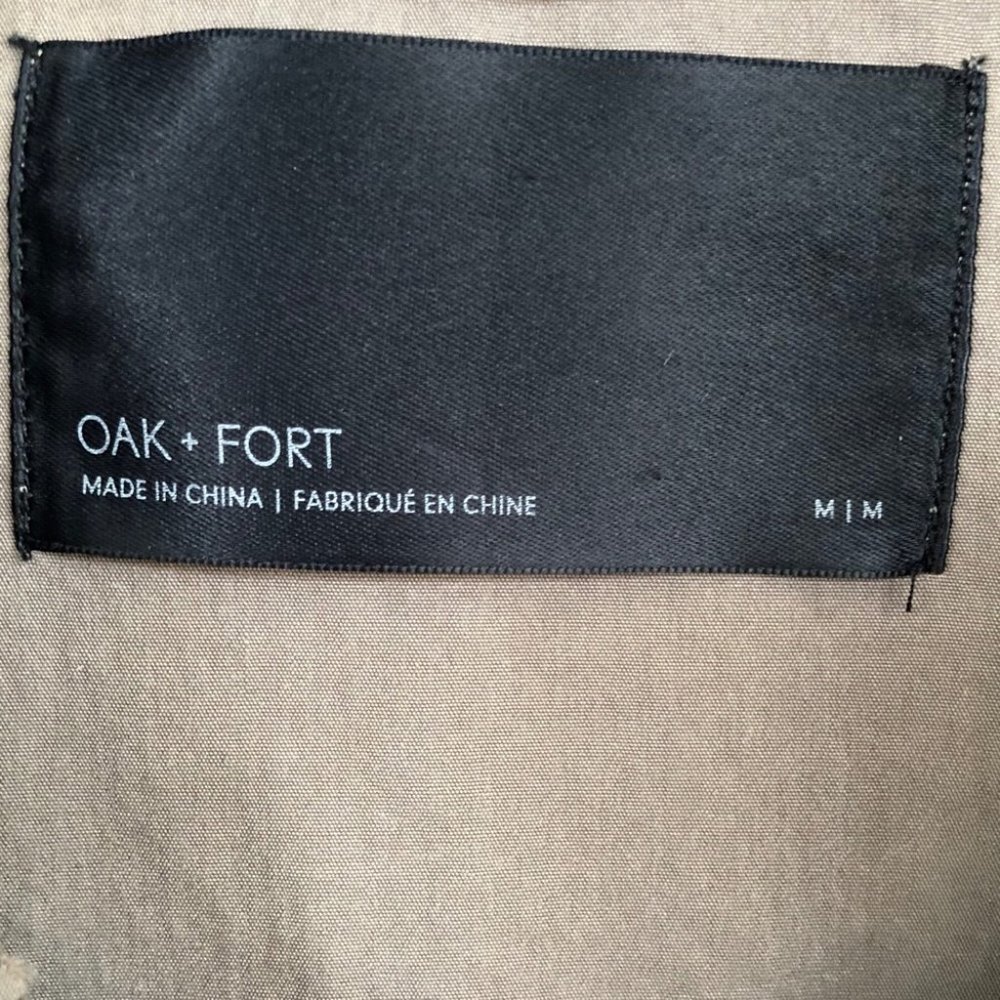 OAK + FORT
MADE IN CHINA | FABRIQUÉ EN CHINE
M | M